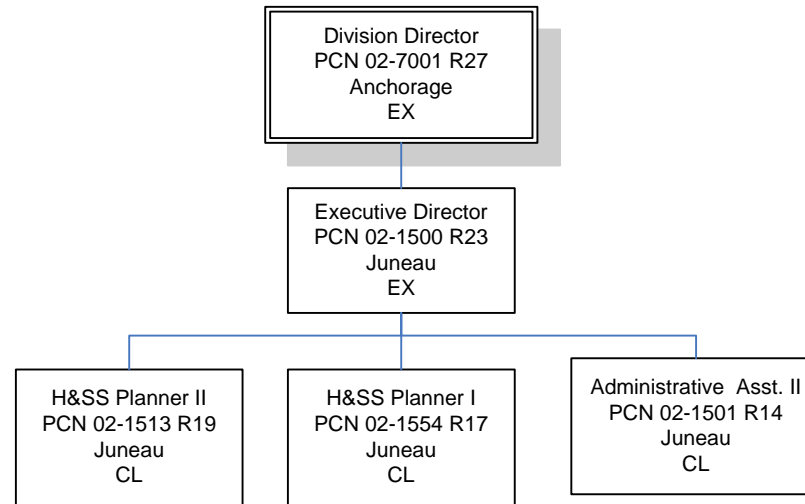 Division Director
PCN 02-7001 R27
Anchorage
EX
Executive Director
PCN 02-1500 R23
Juneau
EX
H&SS Planner II
PCN 02-1513 R19
Juneau
CL
H&SS Planner I
PCN 02-1554 R17
Juneau
CL
Administrative Asst. II
PCN 02-1501 R14
Juneau
CL